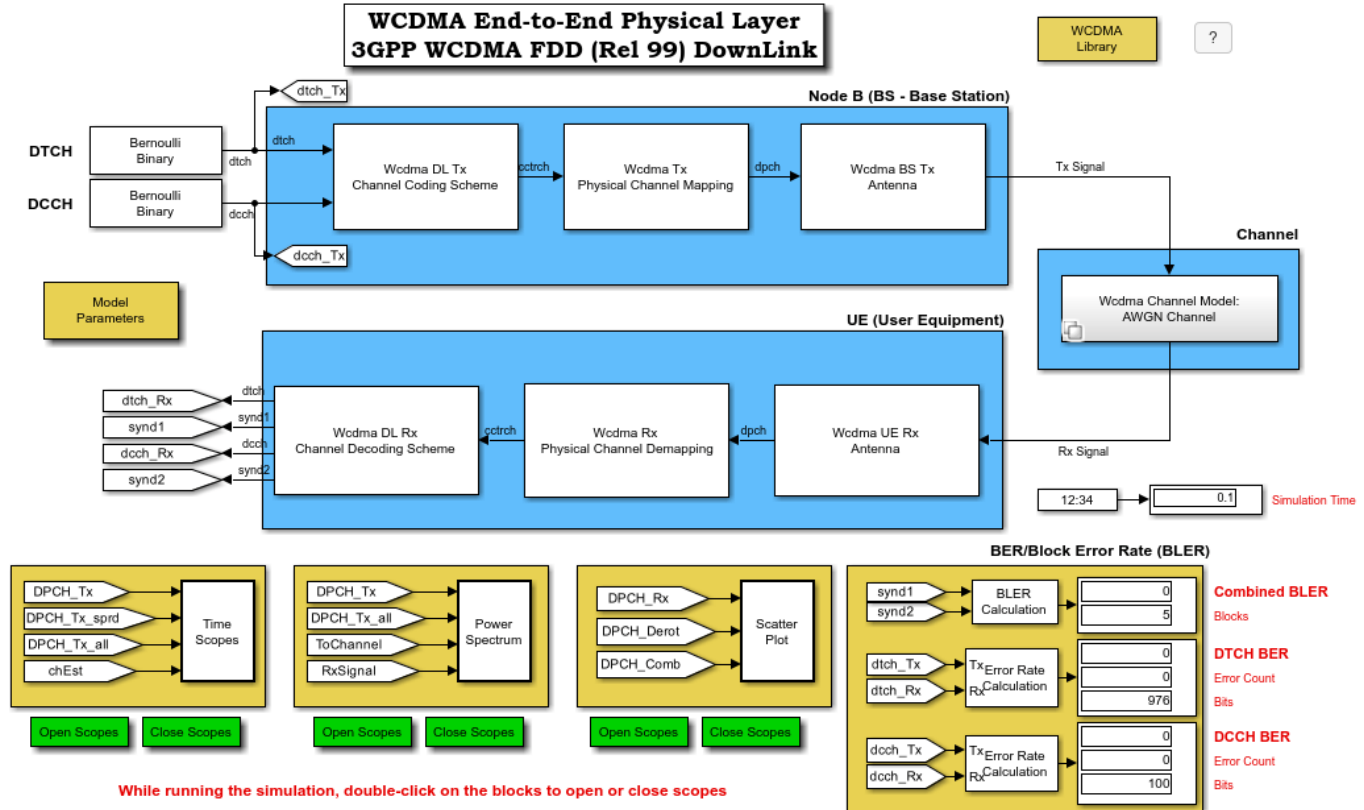 WCDMA End-to-End Physical Layer
3GPP WCDMA FDD (Rel 99) DownLink
WCDMA
Library
?
Node B (BS - Base Station)
dtch_Tx
DTCH
Bernoulli
Binary
dtch
dtch
DCCH
Bernoulli
Binary
dcch
dcch_Tx
Wcdma DL Tx
Channel Coding Scheme
cctrch
Wcdma Tx
Physical Channel Mapping
dpch
Wcdma BS Tx
Antenna
Tx Signal
Channel
Wcdma Channel Model:
AWGN Channel
Model
Parameters
UE (User Equipment)
dtch_Rx
synd1
dcch_Rx
synd2
dtch
synd1
dcch
synd2
Wcdma DL Rx
Channel Decoding Scheme
cctrch
Wcdma Rx
Physical Channel Demapping
dpch
Wcdma UE Rx
Antenna
Rx Signal
12:34
0.1
Simulation Time
DPCH_Tx
DPCH_Tx_sprd
DPCH_Tx_all
chEst
Time
Scopes
Open Scopes
Close Scopes
DPCH_Tx
DPCH_Tx_all
ToChannel
RxSignal
Power
Spectrum
Open Scopes
Close Scopes
DPCH_Rx
DPCH_Derot
DPCH_Comb
Scatter
Plot
Open Scopes
Close Scopes
BER/Block Error Rate (BLER)
synd1
synd2
BLER
Calculation
0
5
Combined BLER
Blocks
dtch_Tx
dtch_Rx
Tx
Rx
Error Rate
Calculation
0
0
976
DTCH BER
Error Count
Bits
dcch_Tx
dcch_Rx
Tx
Rx
Error Rate
Calculation
0
0
100
DCCH BER
Error Count
Bits
While running the simulation, double-click on the blocks to open or close scopes